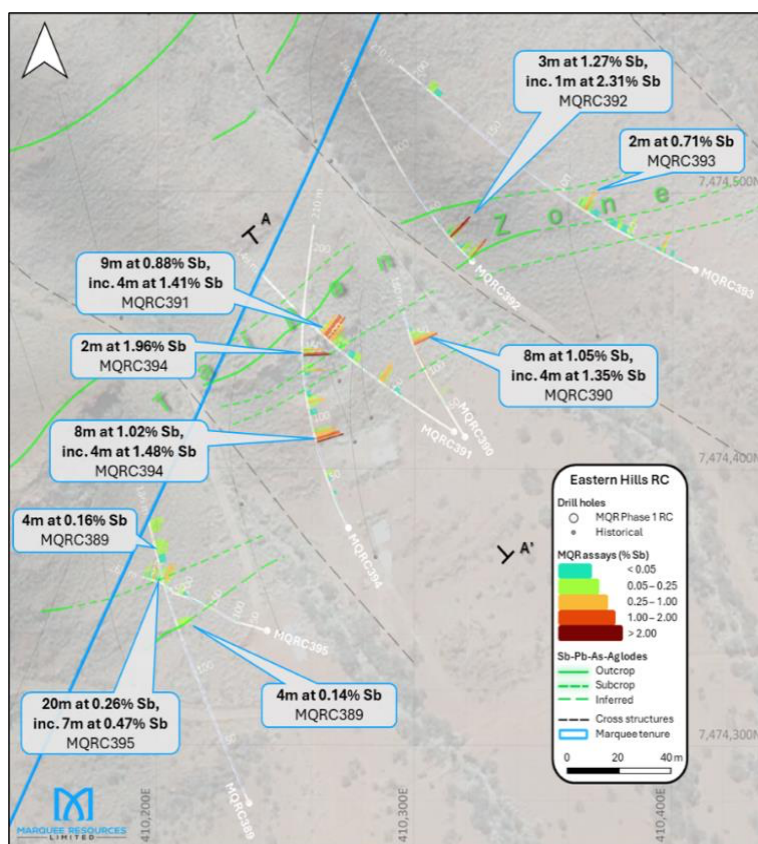 3m at 1.27% Sb,
inc. 1m at 2.31% Sb
MQRC392
2m at 0.71% Sb
MQRC393
7,474,500N
Zone
A
9m at 0.88% Sb,
inc. 4m at 1.41% Sb
MQRC391
MQRC392
MQRC393
2m at 1.96% Sb
MQRC394
8m at 1.05% Sb,
inc. 4m at 1.35% Sb
MQRC390
8m at 1.02% Sb,
inc. 4m at 1.48% Sb
MQRC394
MQRC391
MQRC390
7,474,400N
4m at 0.16% Sb
MQRC389
MQRC394
A'
MQRC395
4m at 0.14% Sb
MQRC389
20m at 0.26% Sb,
inc. 7m at 0.47% Sb
MQRC395
MQRC389
7,474,300N
Eastern Hills RC
Drill holes
MQR Phase 1 RC
Historical
MQR assays (% Sb)
< 0.05
0.05 – 0.25
0.25 – 1.00
1.00 – 2.00
> 2.00
Sb-Pb-As-Ag lodes
Outcrop
Subcrop
Inferred
Cross structures
Marquee tenure
0 20 40 m
MARQUEE RESOURCES
LIMITED
410,200E
410,300E
410,400E